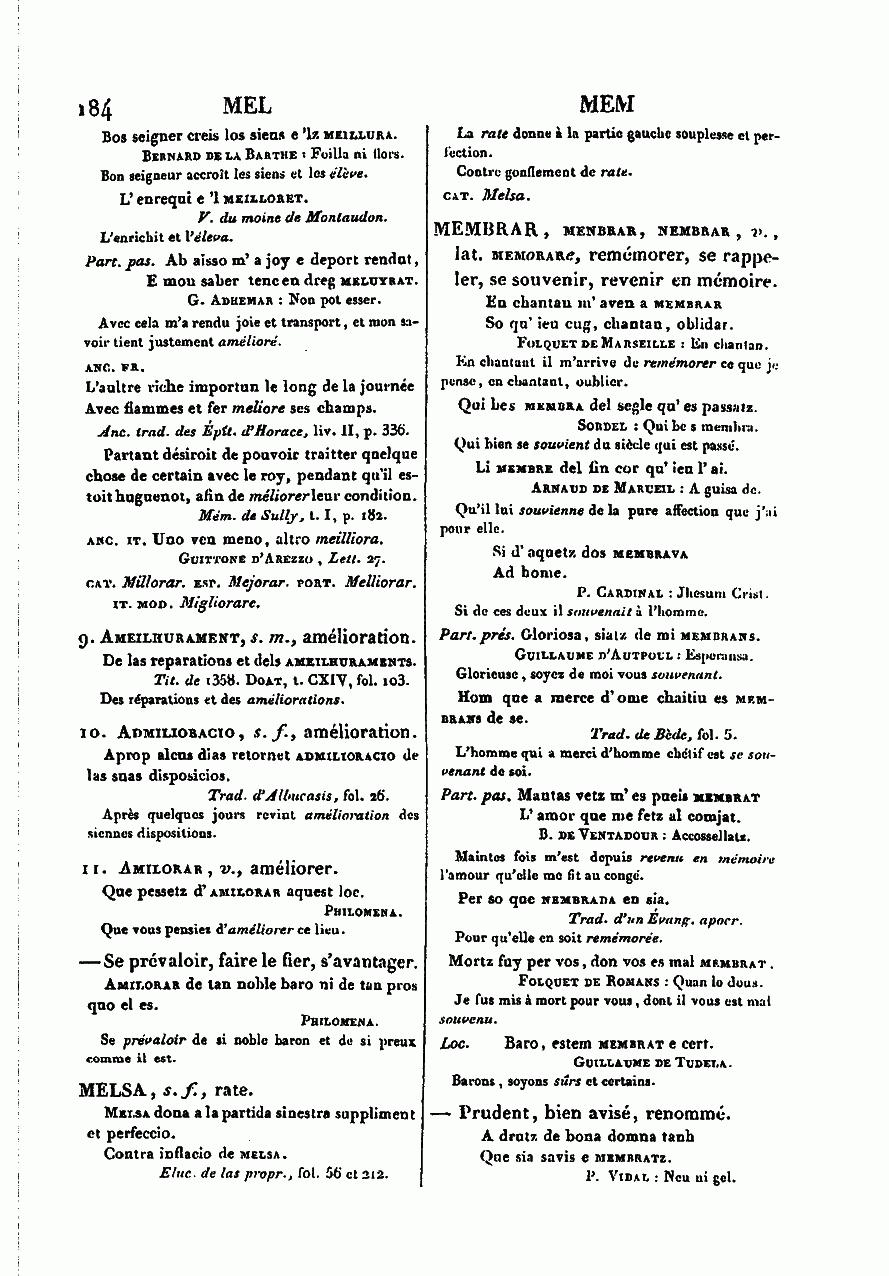 184 MEL MEM
Bos seigner creis los siens e 'lz MEILLURA.
BERNARD DE LA BARTHE : Foilla ni flors.
Bon seigneur accroît les siens et les élève.
L' enrequi e 'l MEILLORET.
V. du moine de Montaudon.
L'enrichit et l'éleva.
Part. pas. Ab aisso m' a joy e deport rendut,
E mou saber tenc en dreg MELUYRAT.
G. ADHEMAR : Non pot esser.
Avec cela m'a rendu joie et transport, et mon sa-
voir tient justement amélioré.
ANC. FR.
L'aultre riche importun le long de la journée
Avec flammes et fer meliore ses champs.
Anc. trad. des Épît. d'Horace, liv. II, p. 336.
Partant désiroit de pouvoir traitter quelque
chose de certain avec le roy, pendant qu'il es-
toit huguenot, afin de méliorer leur condition.
Mém. de Sully, t. I, p. 182.
ANC. IT. Uno ven meno, altro meilliora.
GUITTONE D'AREZZO, Lett. 27.
CAT. Millorar. ESP. Mejorar. PORT. Melliorar.
IT. MOD. Migliorare.
9. AMEILHURAMENT, s. m., amélioration.
De las reparations et dels AMEILHURAMENTS.
Tit. de 1358. DOAT, t. CXIV, fol. 103.
Des réparations et des améliorations.
10. ADMILIORACIO, s. f., amélioration.
Aprop alcus dias retornet ADMILIORACIO de
las suas disposicios.
Trad. d'Albucasis, fol. 26.
Après quelques jours revint amélioration des
siennes dispositions.
11. AMILORAR, v., améliorer.
Que pessetz d' AMILORAR aquest loc.
PHILOMENA.
Que vous pensiez d'améliorer ce lieu.
— Se prévaloir, faire le fier, s'avantager.
AMILORAR de tan noble baro ni de tan pros
quo el es.
PHILOMENA.
Se prévaloir de si noble baron et de si preux
comme il est.
MELSA, s. f., rate.
MELSA dona a la partida sinestra suppliment
et perfeccio.
Contra inflacio de MELSA.
Eluc. de las propr., fol. 56 et 212.
La rate donne à la partie gauche souplesse et per-
fection.
Contre gonflement de rate.
CAT. Melsa.
MEMBRAR, MENBRAR, NEMBRAR, v.,
lat. MEMORARe, remémorer, se rappe-
ler, se souvenir, revenir en mémoire.
En chantan m' aven a MEMBRAR
So qu' ieu cug, chantan, oblidar.
FOLQUET DE MARSEILLE : En chantan.
En chantant il m'arrive de remémorer ce que je
pense, en chantant, oublier.
Qui bes MEMBRA del segle qu' es passatz.
SORDEL : Qui be s membra.
Qui bien se souvient du siècle qui est passé.
Li MEMBRE del fin cor qu' ieu l' ai.
ARNAUD DE MARUEIL : A guisa de.
Qu'il lui souvienne de la pure affection que j'ai
pour elle.
Si d' aquetz dos MEMBRAVA
Ad home.
P. CARDINAL : Jhesum Crist.
Si de ces deux il souvenait à l'homme.
Part. prés. Gloriosa, siatz de mi MEMBRANS.
GUILLAUME D'AUTPOUL : Esperansa.
Glorieuse, soyez de moi vous souvenant.
Hom que a merce d' ome chaitiu es MEM-
BRANS de se.
Trad. de Bède, fol. 5.
L'homme qui a merci d'homme chétif est se sou-
venant de soi.
Part. pas. Mantas vetz m' es pueis MEMBRAT
L' amor que me fetz al comjat.
B. DE VENTADOUR : Accossellatz.
Maintes fois m'est depuis revenu en mémoire
l'amour qu'elle me fit au congé.
Per so que NEMBRADA en sia.
Trad. d'un Évang. apocr.
Pour qu'elle en soit remémorée.
Mortz fuy per vos, don vos es mal MEMBRAT.
FOLQUET DE ROMANS : Quan lo dous.
Je fus mis à mort pour vous, dont il vous est mal
souvenu.
Loc. Baro, estem MEMBRAT e cert.
GUILLAUME DE TUDELA.
Barons, soyons sûrs et certains.
— Prudent, bien avisé, renommé.
A drutz de bona domna tanh
Que sia savis e MEMBRATZ.
P. VIDAL : Neu ni gel.